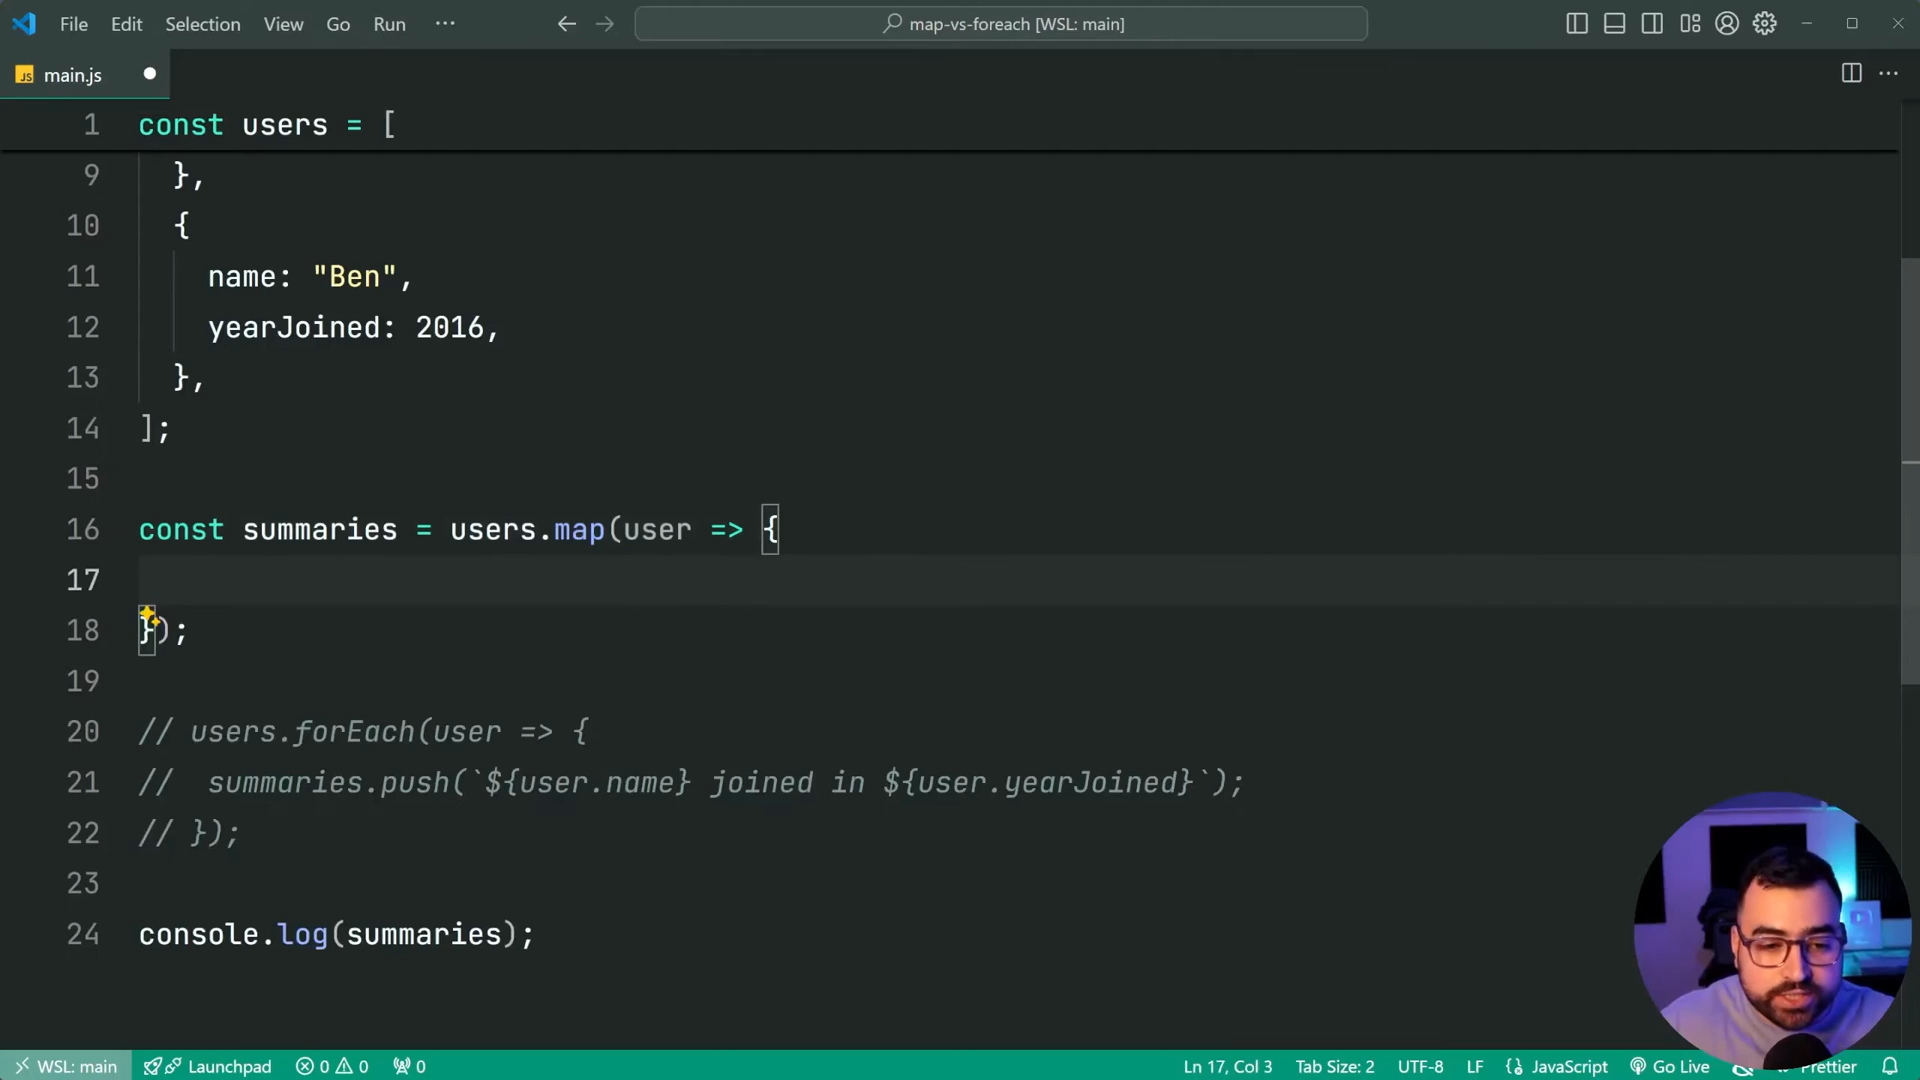 File Edit Selection View Go Run ··· map-vs-foreach [WSL: main]
JS main.js
1 const users = [
9 },
10 {
11 name: "Ben",
12 yearJoined: 2016,
13 },
14 ];
15
16 const summaries = users.map(user => {
17
18 });
19
20 // users.forEach(user => {
21 //  summaries.push(`${user.name} joined in ${user.yearJoined}`);
22 // });
23
24 console.log(summaries);
WSL: main Launchpad 0 0 0 Ln 17, Col 3 Tab Size: 2 UTF-8 LF {} JavaScript Go Live Prettier